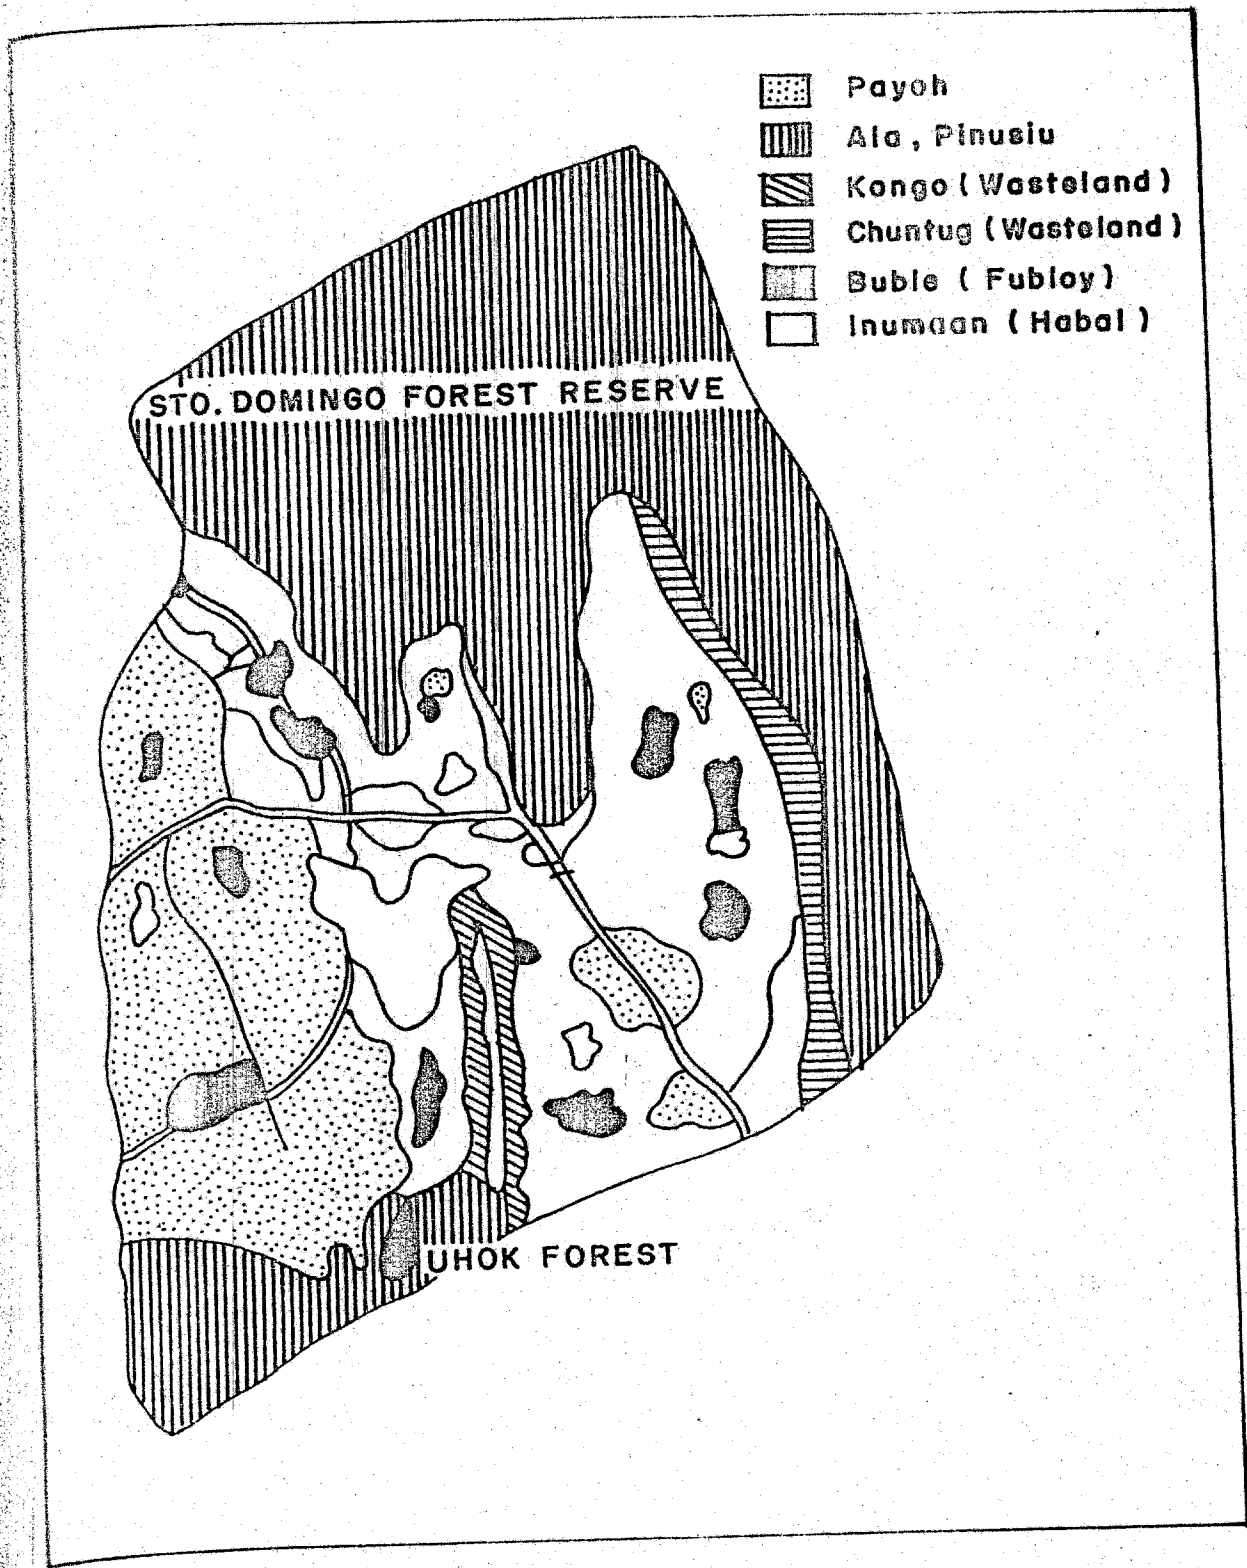 Payoh
Ala, Pinusiu
Kongo (Wasteland)
Chuntug (Wasteland)
Buble (Fubloy)
Inumaan (Habal)
STO. DOMINGO FOREST RESERVE
UHOK FOREST